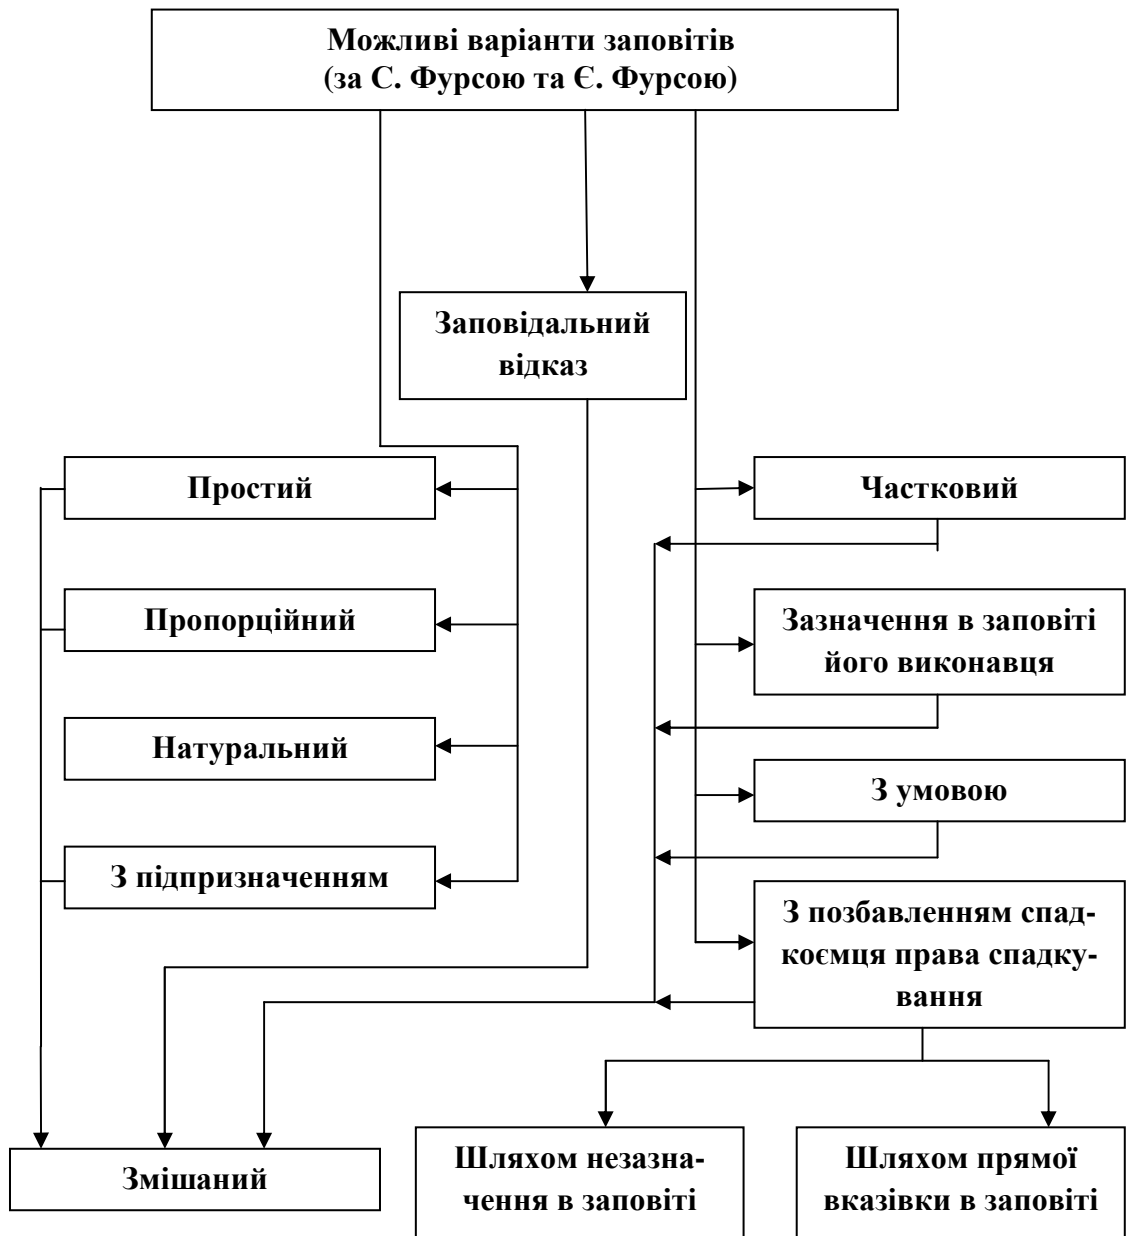 Можливі варіанти заповітів
(за С. Фурсою та Є. Фурсою)
Заповідальний
відказ
Простий
Частковий
Пропорційний
Зазначення в заповіті
його виконавця
Натуральний
З умовою
З підпризначенням
З позбавленням спад-
коємця права спадку-
вання
Змішаний
Шляхом незазна-
чення в заповіті
Шляхом прямої
вказівки в заповіті